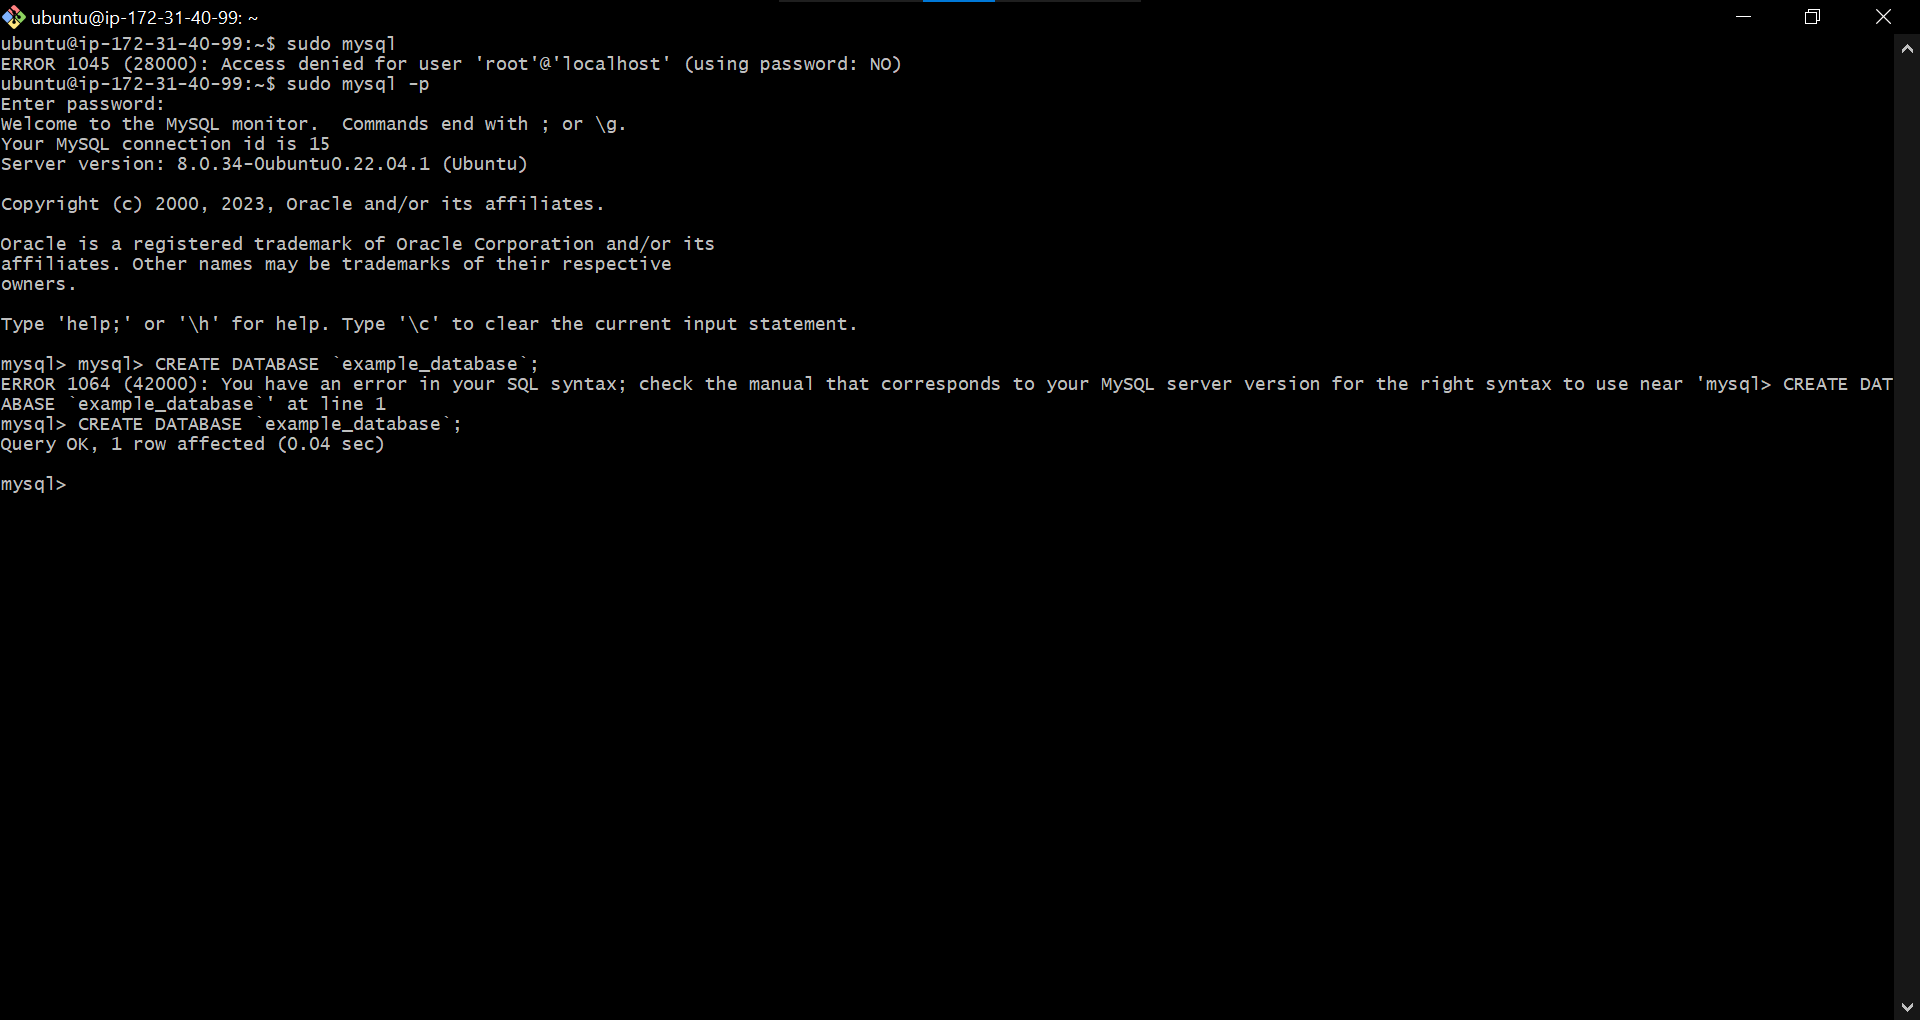 ubuntu@ip-172-31-40-99: ~
ubuntu@ip-172-31-40-99:~$ sudo mysql
ERROR 1045 (28000): Access denied for user 'root'@'localhost' (using password: NO)
ubuntu@ip-172-31-40-99:~$ sudo mysql -p
Enter password:
Welcome to the MySQL monitor.  Commands end with ; or \g.
Your MySQL connection id is 15
Server version: 8.0.34-0ubuntu0.22.04.1 (Ubuntu)
Copyright (c) 2000, 2023, Oracle and/or its affiliates.
Oracle is a registered trademark of Oracle Corporation and/or its
affiliates. Other names may be trademarks of their respective
owners.
Type 'help;' or '\h' for help. Type '\c' to clear the current input statement.
mysql> mysql> CREATE DATABASE `example_database`;
ERROR 1064 (42000): You have an error in your SQL syntax; check the manual that corresponds to your MySQL server version for the right syntax to use near 'mysql> CREATE DAT
ABASE `example_database`' at line 1
mysql> CREATE DATABASE `example_database`;
Query OK, 1 row affected (0.04 sec)
mysql>